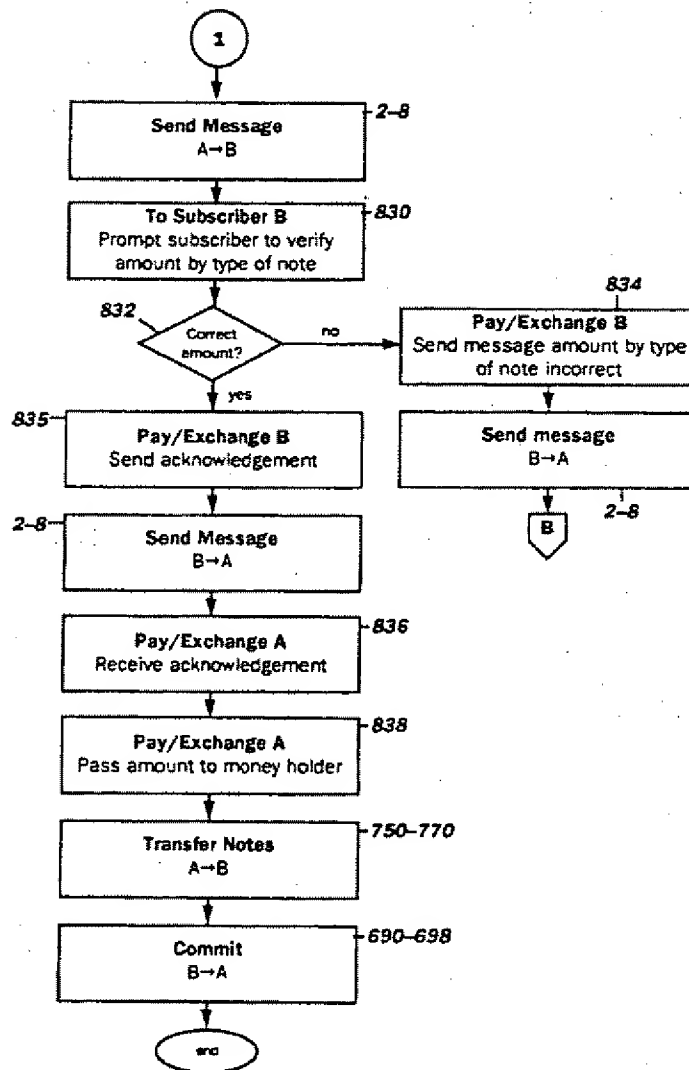 1
Send Message
A→B
2-8
To Subscriber B
Prompt subscriber to verify
amount by type of note
830
832
Correct
amount?
no
yes
834
Pay/Exchange B
Send message amount by type
of note incorrect
Send message
B→A
2-8
B
835
Pay/Exchange B
Send acknowledgement
2-8
Send Message
B→A
Pay/Exchange A
Receive acknowledgement
836
Pay/Exchange A
Pass amount to money holder
838
Transfer Notes
A→B
750-770
Commit
B→A
690-698
end